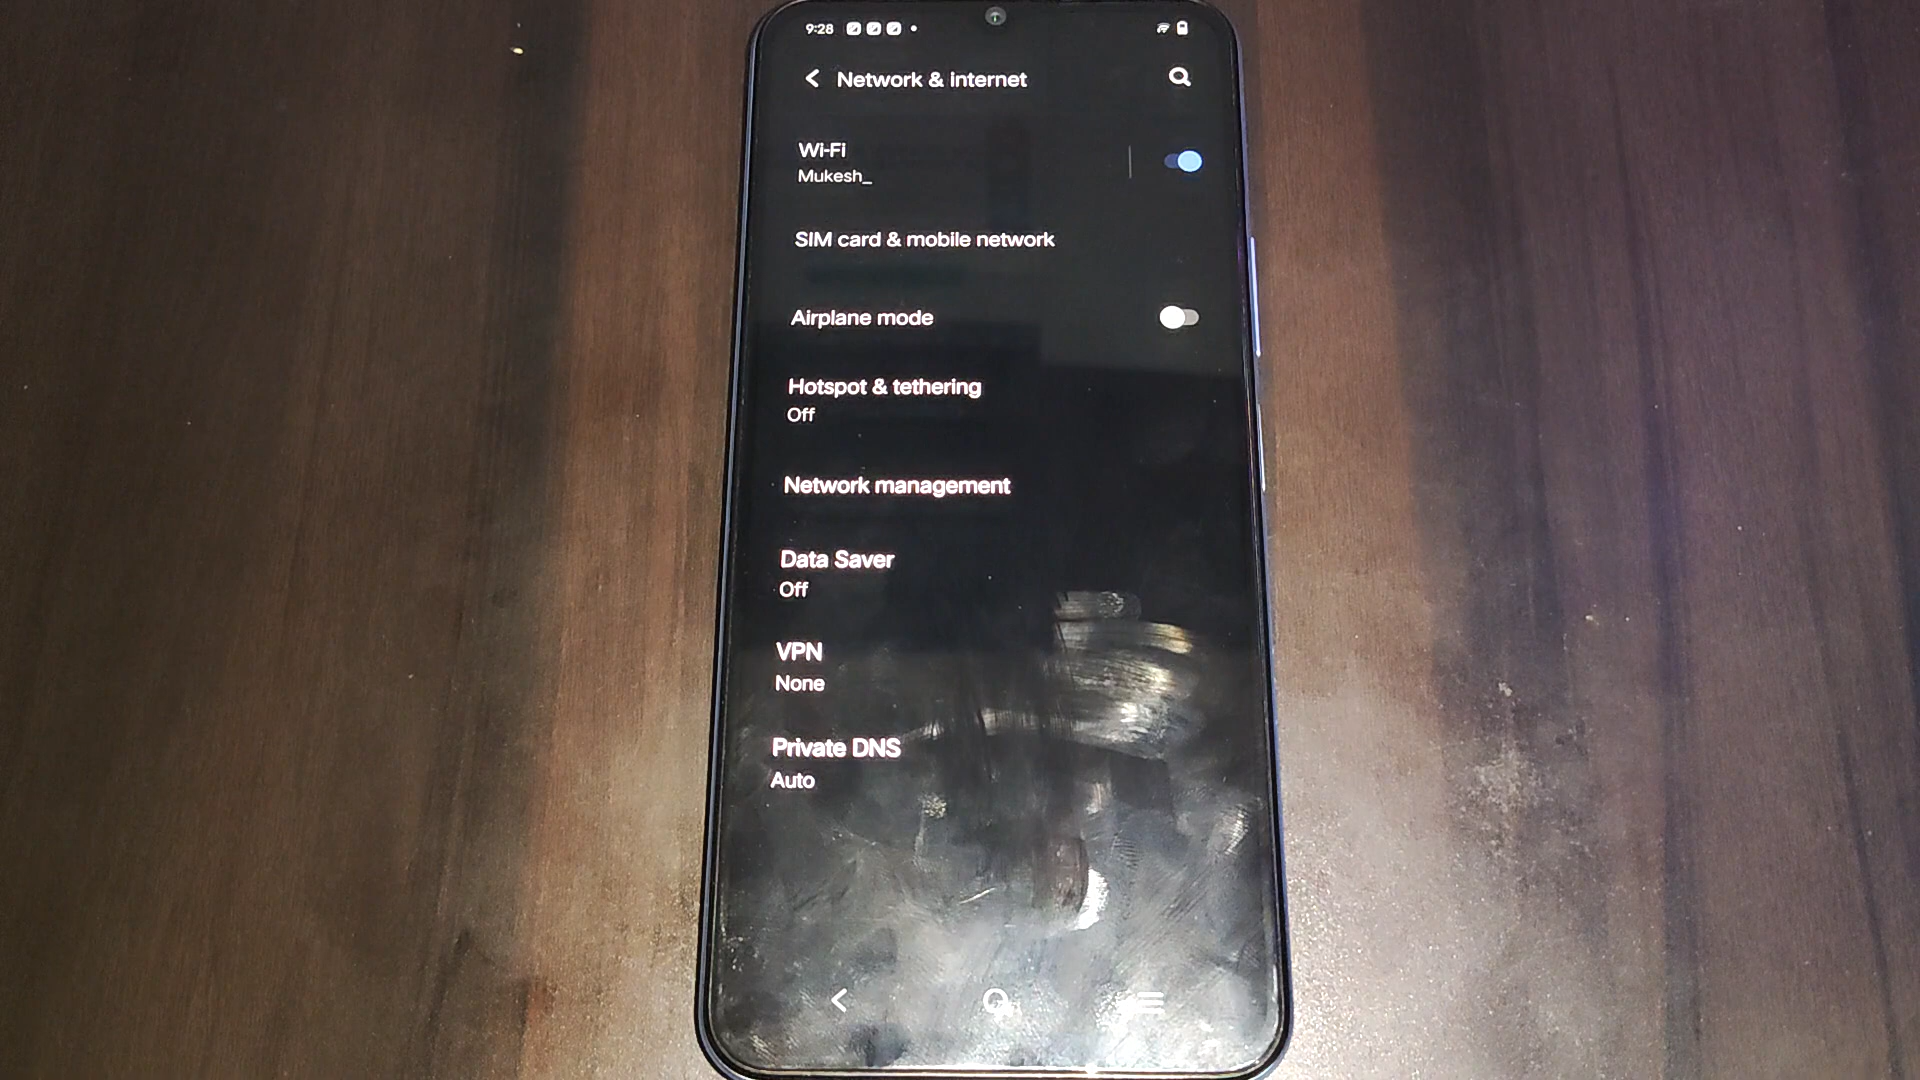 9:28
Network & internet
Wi-Fi
Mukesh_
SIM card & mobile network
Airplane mode
Hotspot & tethering
Off
Network management
Data Saver
Off
VPN
None
Private DNS
Auto